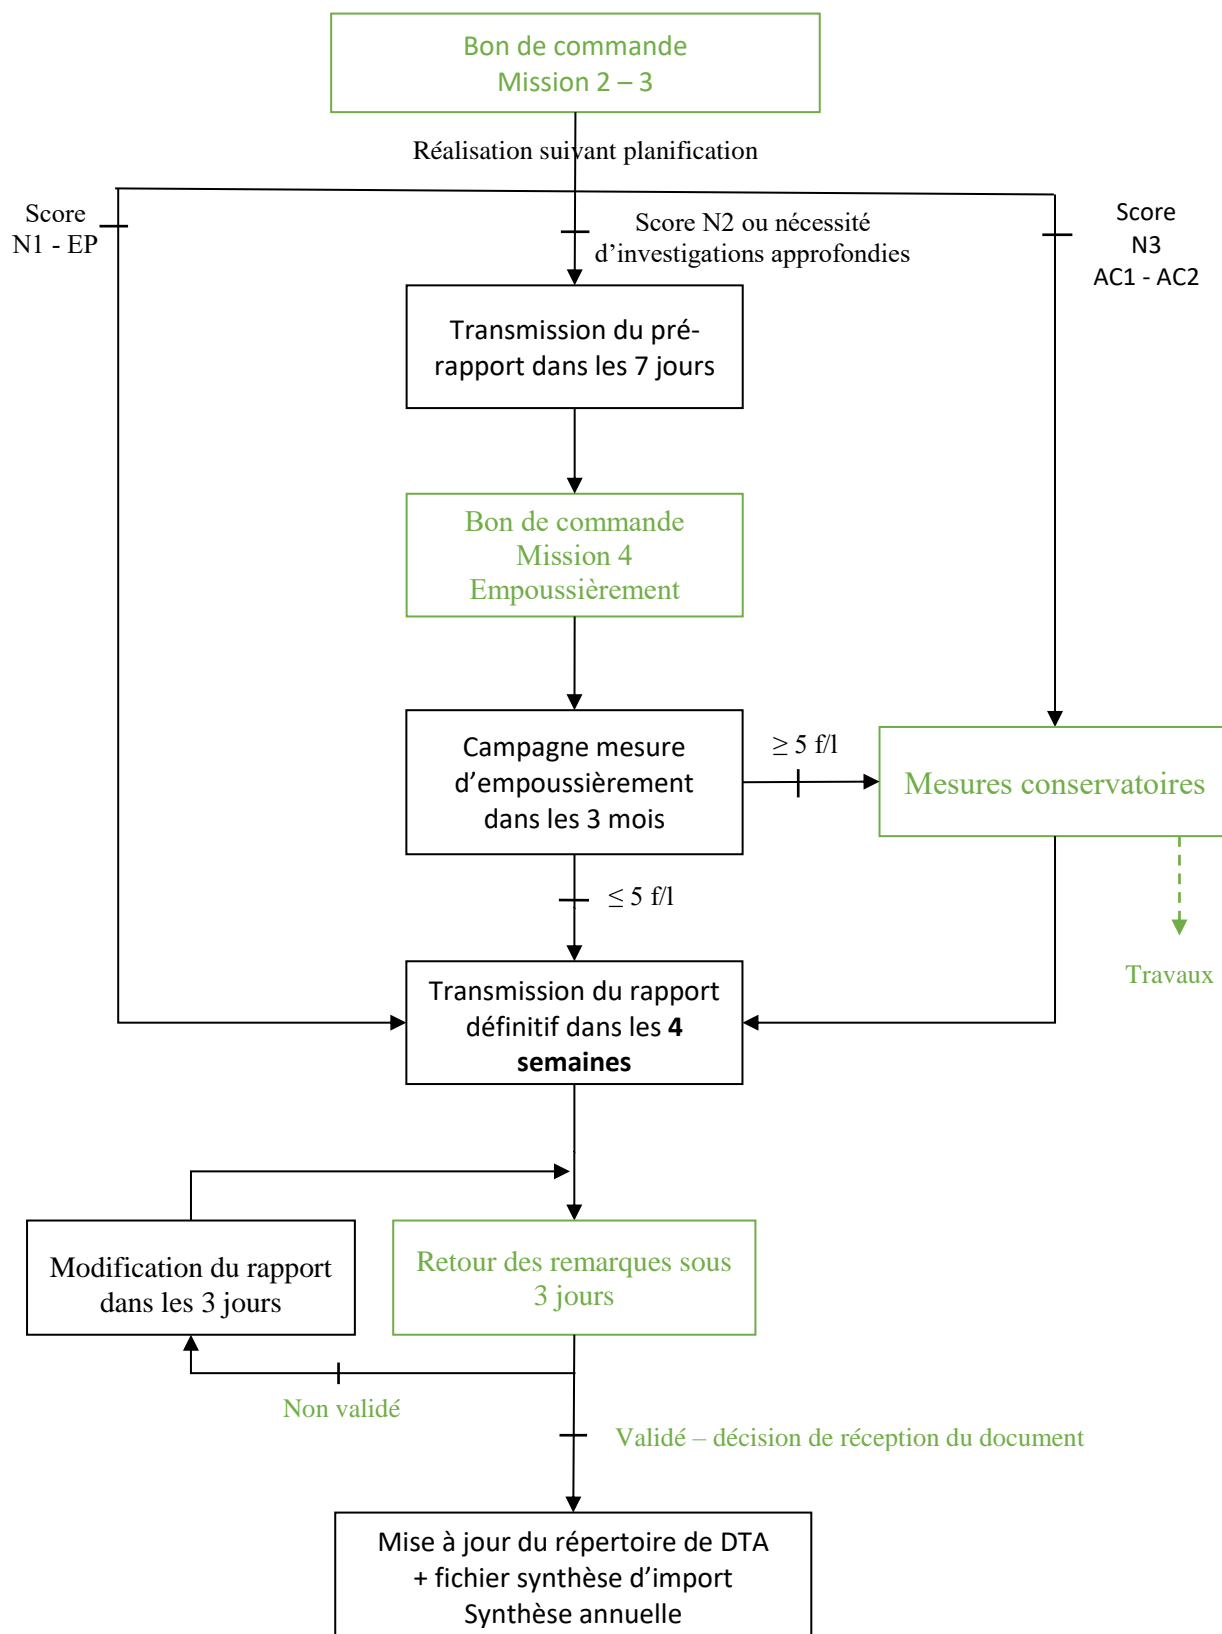 Bon de commande
Mission 2 – 3
Réalisation suivant planification
Score
N1 - EP
Score N2 ou nécessité
d’investigations approfondies
Score
N3
AC1 - AC2
Transmission du pré-
rapport dans les 7 jours
Bon de commande
Mission 4
Empoussièrement
Campagne mesure
d’empoussièrement
dans les 3 mois
≥ 5 f/l
Mesures conservatoires
≤ 5 f/l
Travaux
Transmission du rapport
définitif dans les 4
semaines
Modification du rapport
dans les 3 jours
Retour des remarques sous
3 jours
Non validé
Validé – décision de réception du document
Mise à jour du répertoire de DTA
+ fichier synthèse d’import
Synthèse annuelle